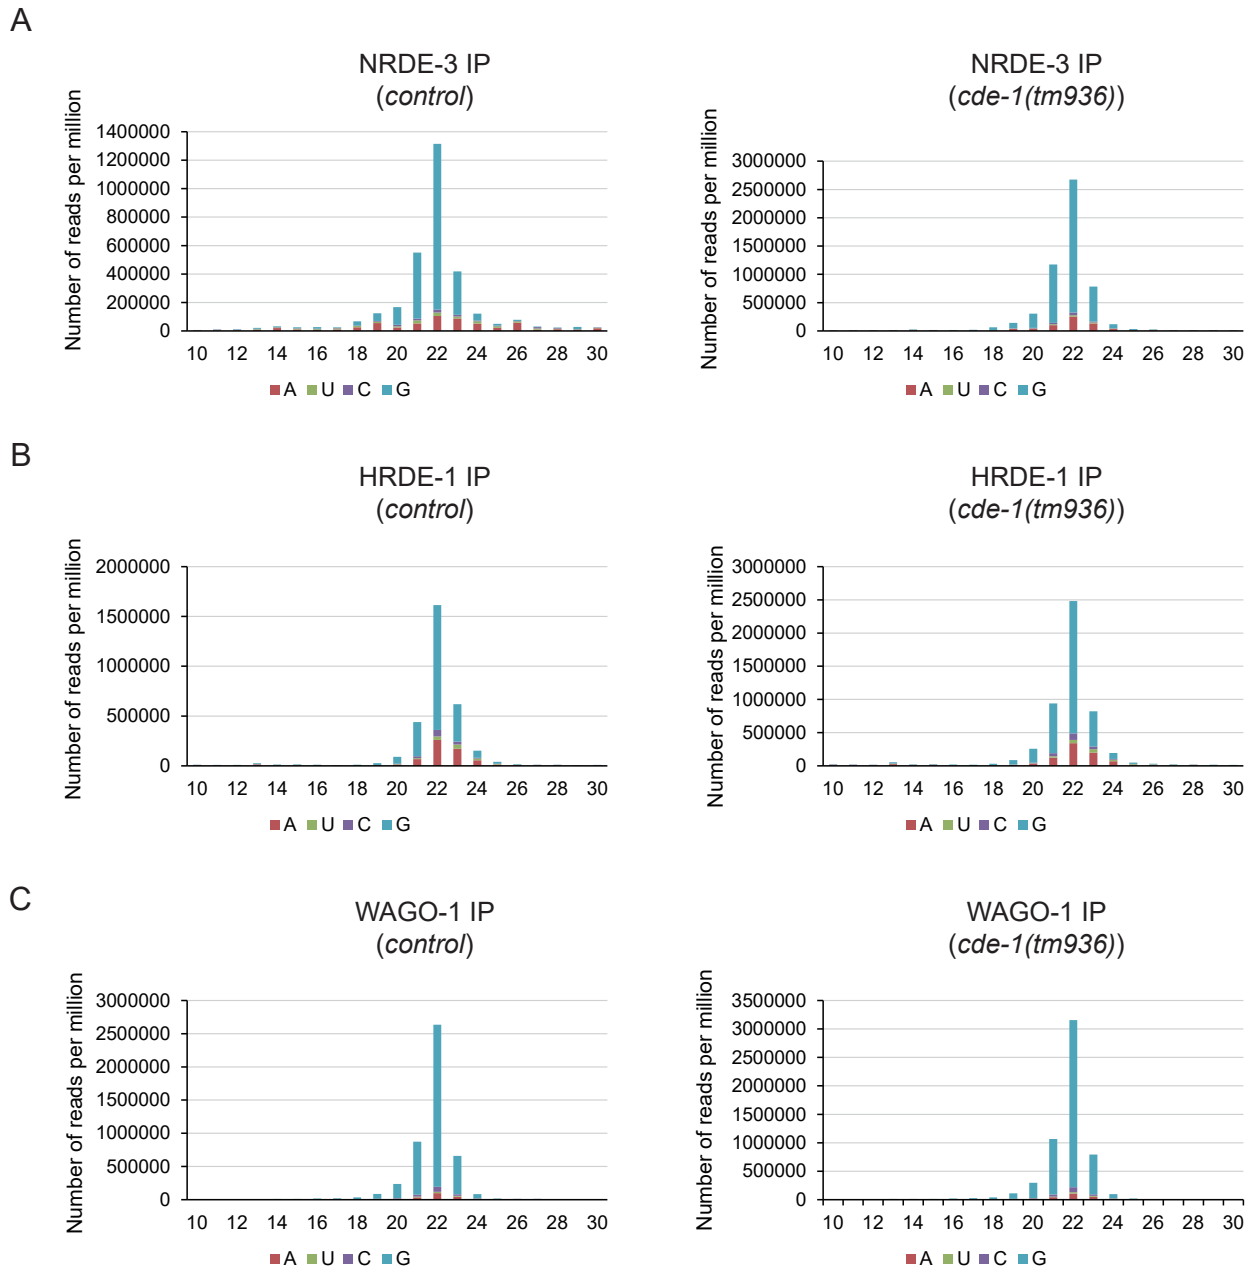 A
NRDE-3 IP
(control)
Number of reads per million
1400000
1200000
1000000
800000
600000
400000
200000
0
10 12 14 16 18 20 22 24 26 28 30
A U C G
NRDE-3 IP
(cde-1(tm936))
Number of reads per million
3000000
2500000
2000000
1500000
1000000
500000
0
10 12 14 16 18 20 22 24 26 28 30
A U C G
B
HRDE-1 IP
(control)
Number of reads per million
2000000
1500000
1000000
500000
0
10 12 14 16 18 20 22 24 26 28 30
A U C G
HRDE-1 IP
(cde-1(tm936))
Number of reads per million
3000000
2500000
2000000
1500000
1000000
500000
0
10 12 14 16 18 20 22 24 26 28 30
A U C G
C
WAGO-1 IP
(control)
Number of reads per million
3000000
2500000
2000000
1500000
1000000
500000
0
10 12 14 16 18 20 22 24 26 28 30
A U C G
WAGO-1 IP
(cde-1(tm936))
Number of reads per million
3500000
3000000
2500000
2000000
1500000
1000000
500000
0
10 12 14 16 18 20 22 24 26 28 30
A U C G